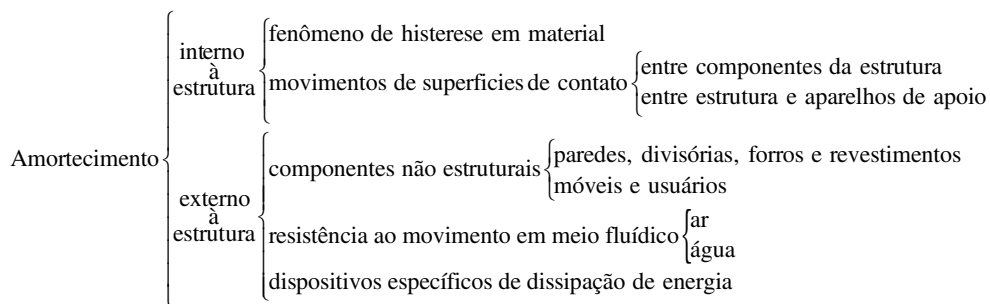 Amortecimento
interno
à
estrutura
fenômeno de histerese em material
movimentos de superficies de contato
entre componentes da estrutura
entre estrutura e aparelhos de apoio
externo
à
estrutura
componentes não estruturais
paredes, divisórias, forros e revestimentos
móveis e usuários
resistência ao movimento em meio fluídico
ar
água
dispositivos específicos de dissipação de energia